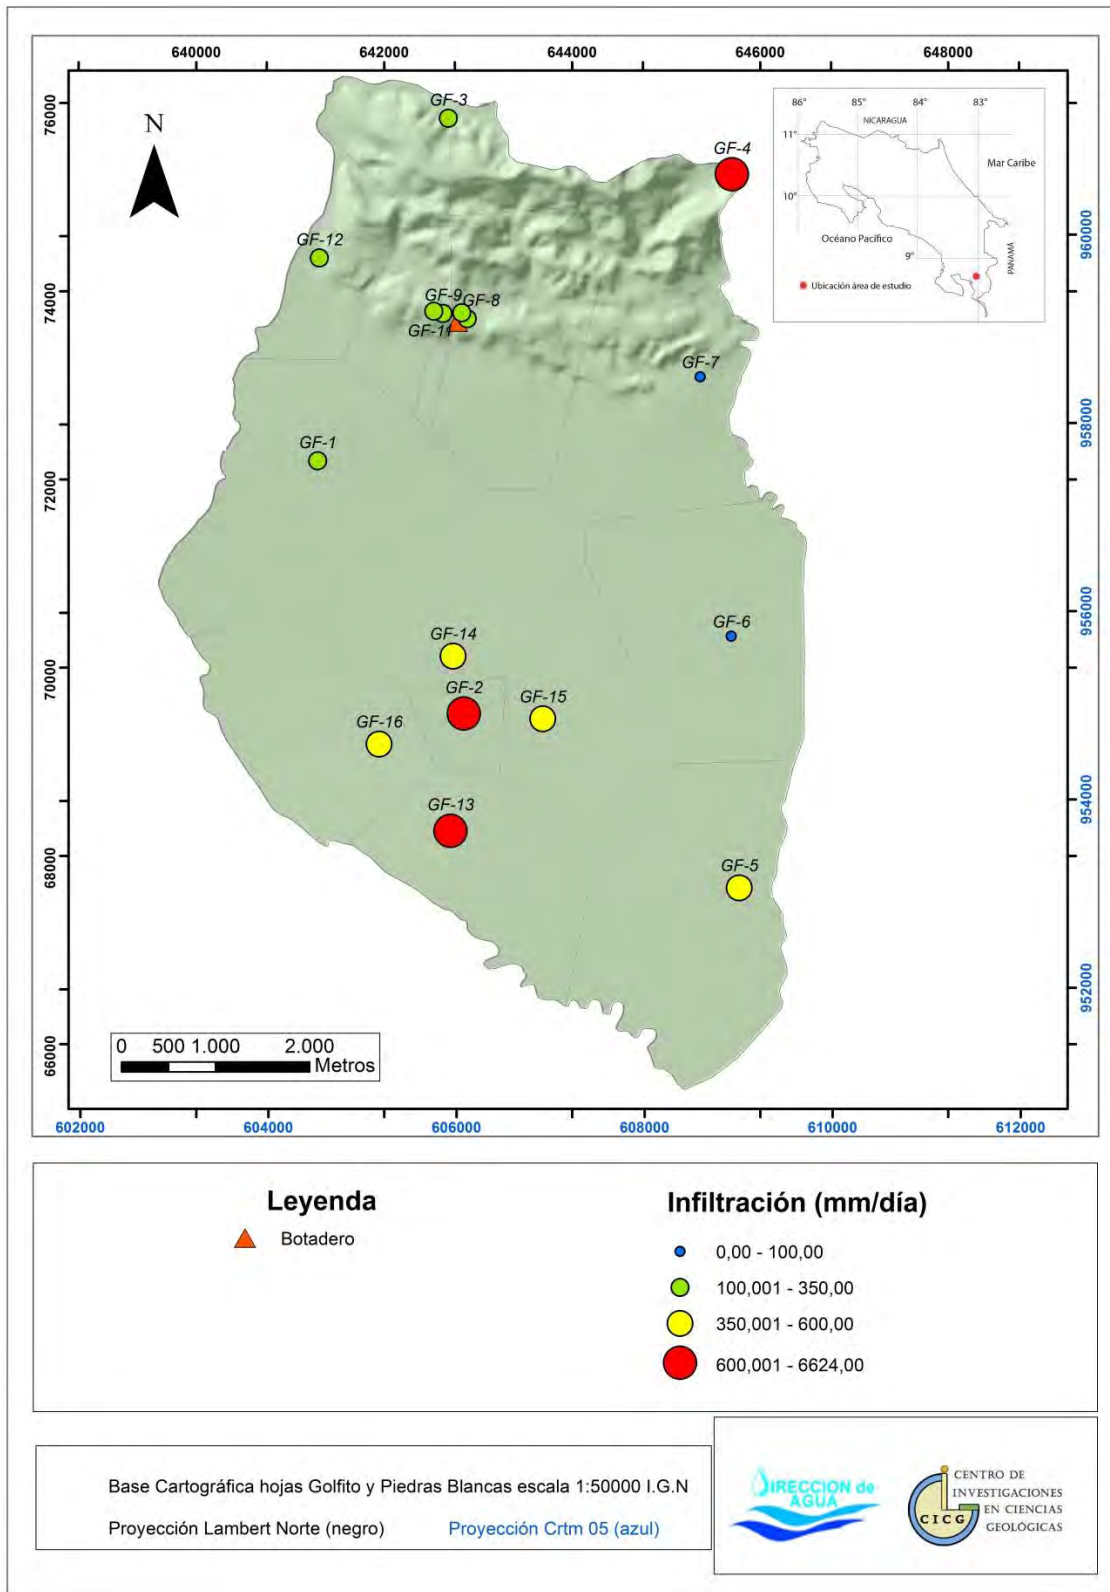 640000 642000 644000 646000 648000
76000
74000
72000
70000
68000
66000
N
GF-3
GF-4
GF-12
GF-9
GF-8
GF-11
GF-7
GF-1
GF-6
GF-14
GF-2
GF-15
GF-16
GF-13
GF-5
86° 85° 84° 83°
NICARAGUA
11°
Mar Caribe
10°
Océano Pacífico
9°
PANAMÁ
Ubicación área de estudio
960000
958000
956000
954000
952000
0 500 1.000 2.000
Metros
602000 604000 606000 608000 610000 612000
Leyenda
Botadero
Infiltración (mm/día)
0,00 - 100,00
100,001 - 350,00
350,001 - 600,00
600,001 - 6624,00
Base Cartográfica hojas Golfito y Piedras Blancas escala 1:50000 I.G.N
Proyección Lambert Norte (negro) Proyección Crtm 05 (azul)
DIRECCION de
AGUA
CICG
CENTRO DE
INVESTIGACIONES
EN CIENCIAS
GEOLÓGICAS